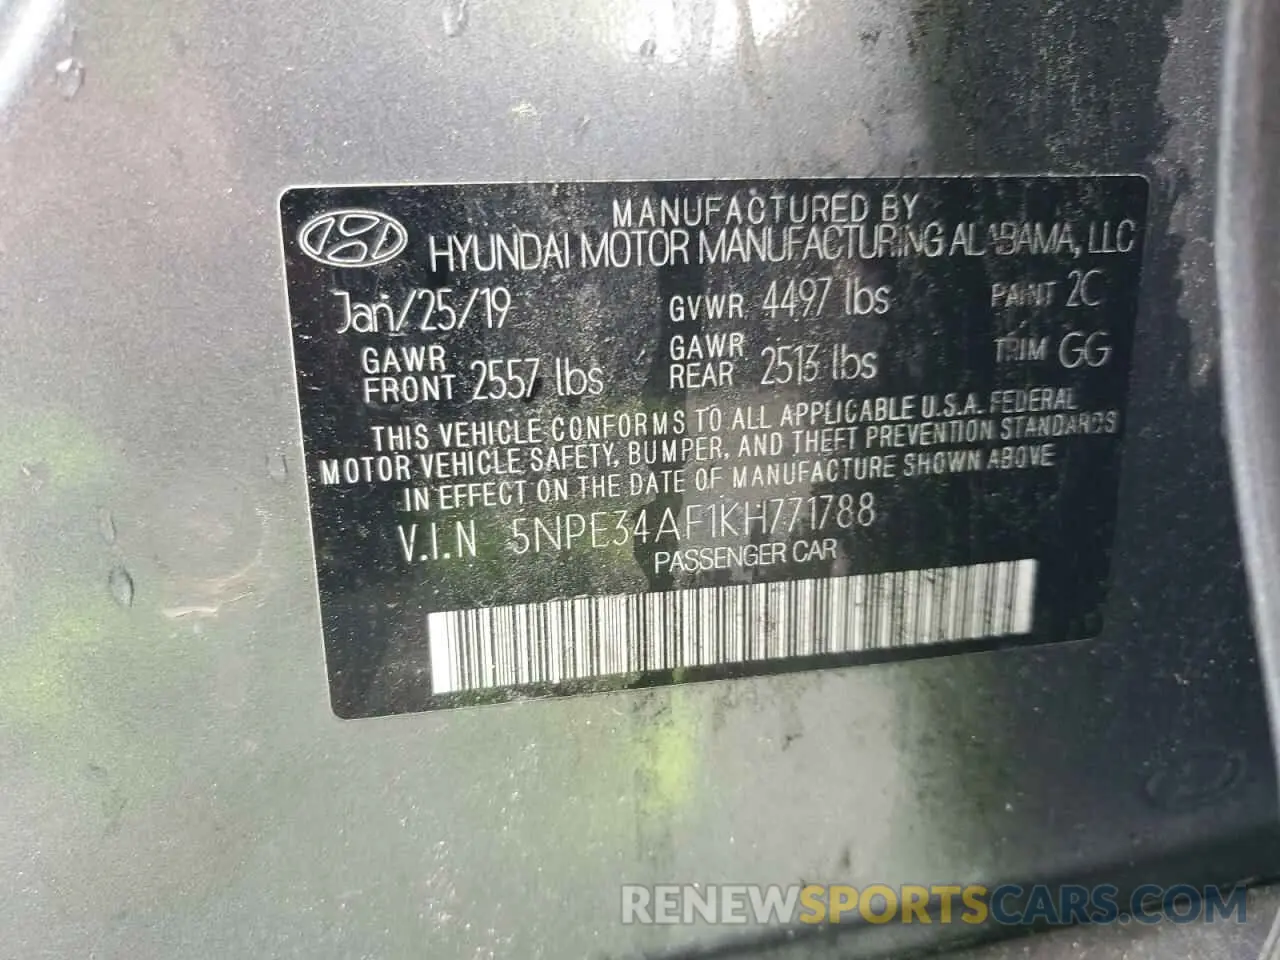 MANUFACTURED BY
HYUNDAI MOTOR MANUFACTURING ALABAMA, LLC
Jan/25/19 GVWR 4497 lbs PAINT 2C
GAWR FRONT 2557 lbs GAWR REAR 2513 lbs TRIM GG
THIS VEHICLE CONFORMS TO ALL APPLICABLE U.S.A. FEDERAL
MOTOR VEHICLE SAFETY, BUMPER, AND THEFT PREVENTION STANDARDS
IN EFFECT ON THE DATE OF MANUFACTURE SHOWN ABOVE
V.I.N 5NPE34AF1KH771788
PASSENGER CAR
RENEWSPORTSCARS.COM